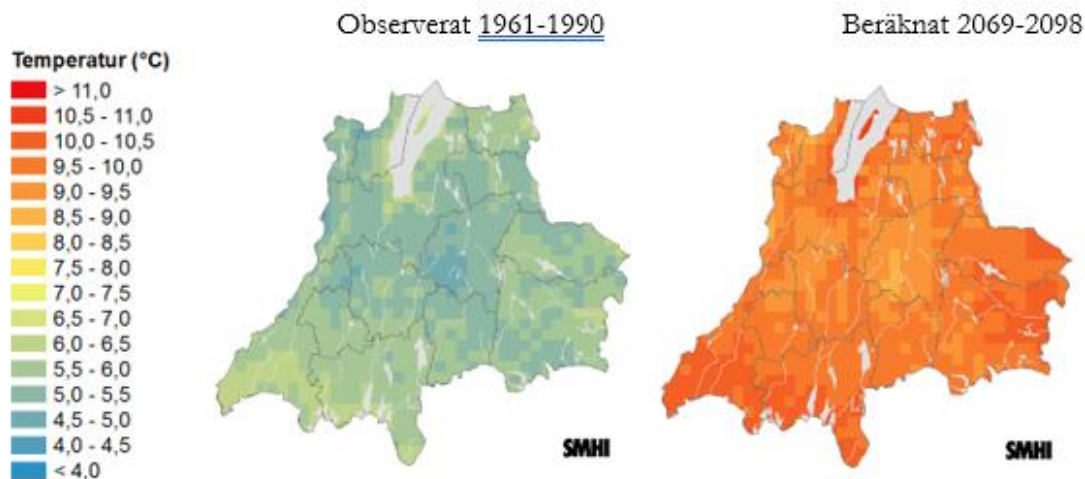 Observerat 1961-1990
Beräknat 2069-2098
Temperatur (°C)
> 11,0
10,5 - 11,0
10,0 - 10,5
9,5 - 10,0
9,0 - 9,5
8,5 - 9,0
8,0 - 8,5
7,5 - 8,0
7,0 - 7,5
6,5 - 7,0
6,0 - 6,5
5,5 - 6,0
5,0 - 5,5
4,5 - 5,0
4,0 - 4,5
< 4,0
SMHI
SMHI